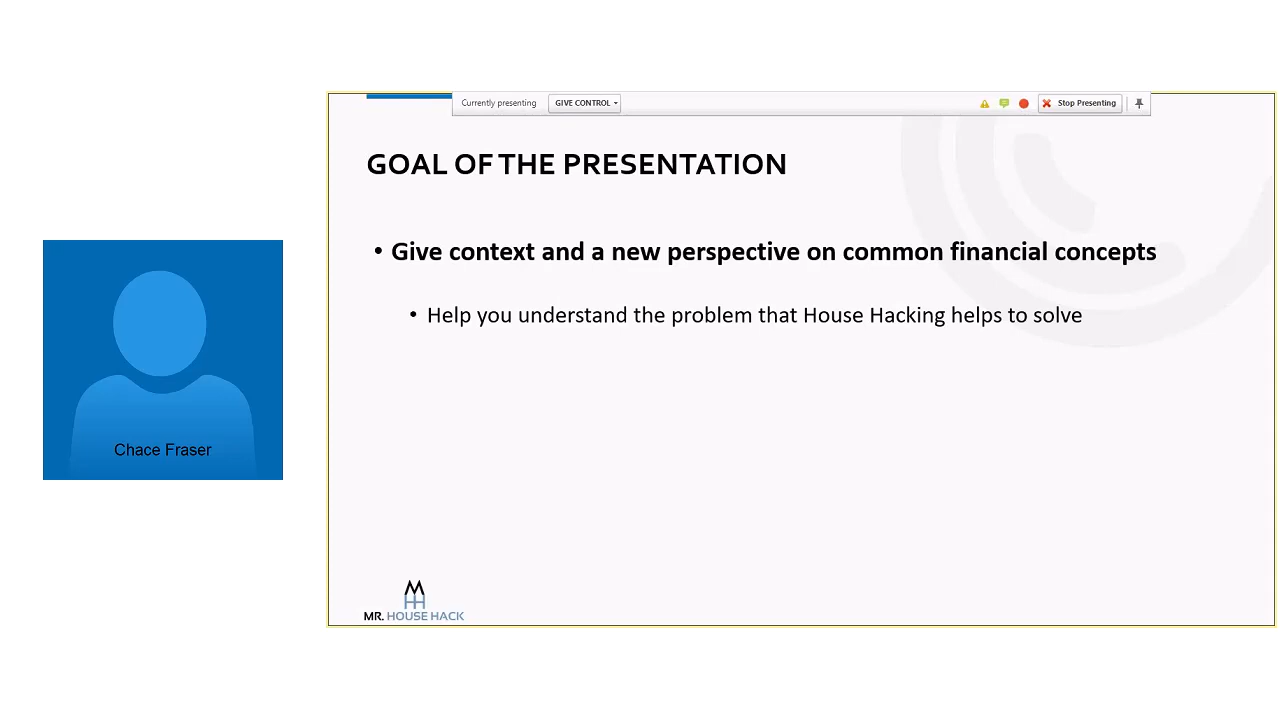 Currently presenting GIVE CONTROL Stop Presenting
GOAL OF THE PRESENTATION
• Give context and a new perspective on common financial concepts
• Help you understand the problem that House Hacking helps to solve
Chace Fraser
MR. HOUSE HACK